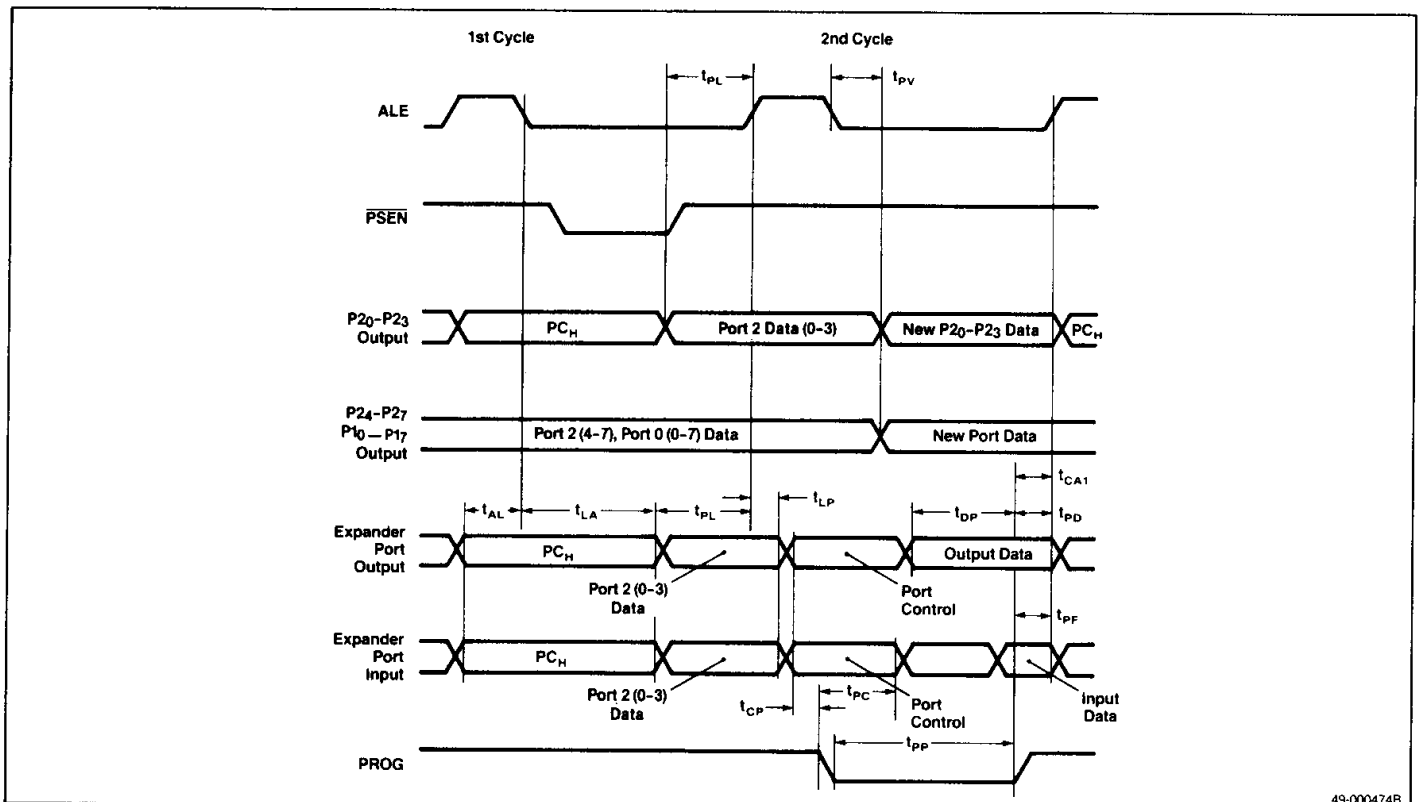 1st Cycle
2nd Cycle
tPL
tPV
ALE
PSEN
P20–P23
Output
PCH
Port 2 Data (0–3)
New P20–P23 Data
PCH
P24–P27
P10—P17
Output
Port 2 (4–7), Port 0 (0–7) Data
New Port Data
tCA1
tAL
tLA
tPL
tLP
tDP
tPD
Expander
Port
Output
PCH
Output Data
Port 2 (0–3)
Data
Port
Control
tPF
Expander
Port
Input
PCH
Port 2 (0–3)
Data
tCP
tPC
Port
Control
Input
Data
tPP
PROG
49-000474B